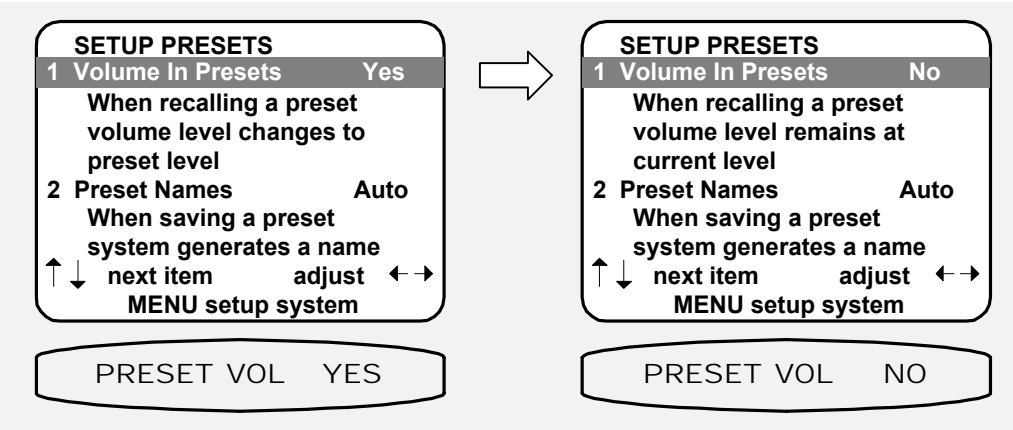 SETUP PRESETS
1 Volume In Presets Yes
When recalling a preset
volume level changes to
preset level
2 Preset Names Auto
When saving a preset
system generates a name
↑↓ next item adjust ←→
MENU setup system
PRESET VOL YES
SETUP PRESETS
1 Volume In Presets No
When recalling a preset
volume level remains at
current level
2 Preset Names Auto
When saving a preset
system generates a name
↑↓ next item adjust ←→
MENU setup system
PRESET VOL NO